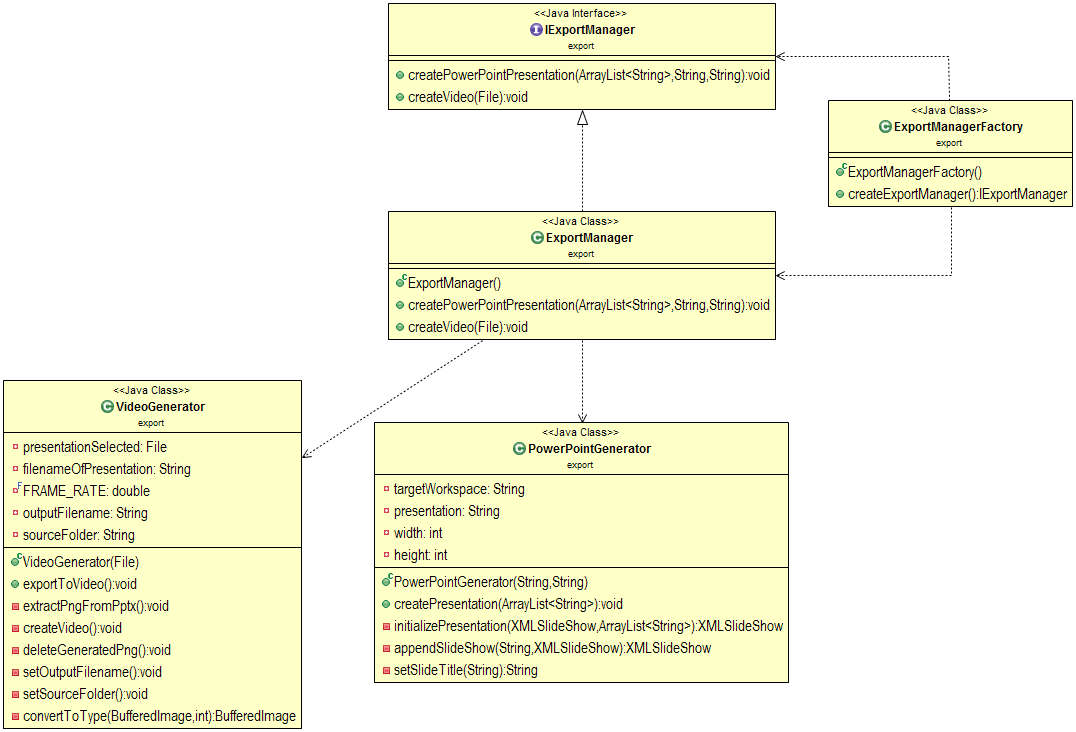 <<Java Interface>>
IExportManager
export
createPowerPointPresentation(ArrayList<String>,String,String):void
createVideo(File):void
<<Java Class>>
ExportManagerFactory
export
ExportManagerFactory()
createExportManager():IExportManager
<<Java Class>>
ExportManager
export
ExportManager()
createPowerPointPresentation(ArrayList<String>,String,String):void
createVideo(File):void
<<Java Class>>
VideoGenerator
export
presentationSelected: File
filenameOfPresentation: String
FRAME_RATE: double
outputFilename: String
sourceFolder: String
VideoGenerator(File)
exportToVideo():void
extractPngFromPptx():void
createVideo():void
deleteGeneratedPng():void
setOutputFilename():void
setSourceFolder():void
convertToType(BufferedImage,int):BufferedImage
<<Java Class>>
PowerPointGenerator
export
targetWorkspace: String
presentation: String
width: int
height: int
PowerPointGenerator(String,String)
createPresentation(ArrayList<String>):void
initializePresentation(XMLSlideShow,ArrayList<String>):XMLSlideShow
appendSlideShow(String,XMLSlideShow):XMLSlideShow
setSlideTitle(String):String